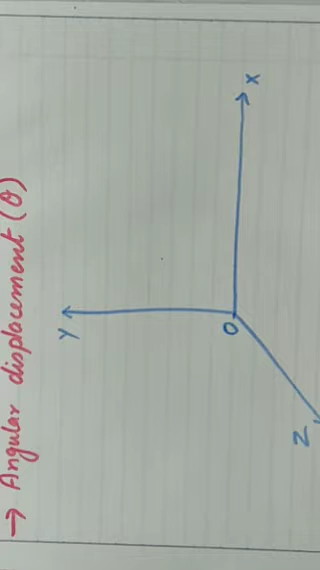 → Angular displacement (θ)
Y
X
O
Z